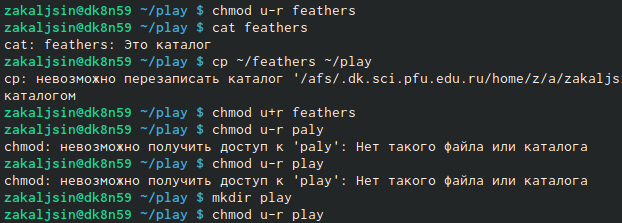 zakaljsin@dk8n59 ~/play $ chmod u-r feathers
zakaljsin@dk8n59 ~/play $ cat feathers
cat: feathers: Это каталог
zakaljsin@dk8n59 ~/play $ cp ~/feathers ~/play
cp: невозможно перезаписать каталог '/afs/.dk.sci.pfu.edu.ru/home/z/a/zakaljsi
каталогом
zakaljsin@dk8n59 ~/play $ chmod u+r feathers
zakaljsin@dk8n59 ~/play $ chmod u-r paly
chmod: невозможно получить доступ к 'paly': Нет такого файла или каталога
zakaljsin@dk8n59 ~/play $ chmod u-r play
chmod: невозможно получить доступ к 'play': Нет такого файла или каталога
zakaljsin@dk8n59 ~/play $ mkdir play
zakaljsin@dk8n59 ~/play $ chmod u-r play